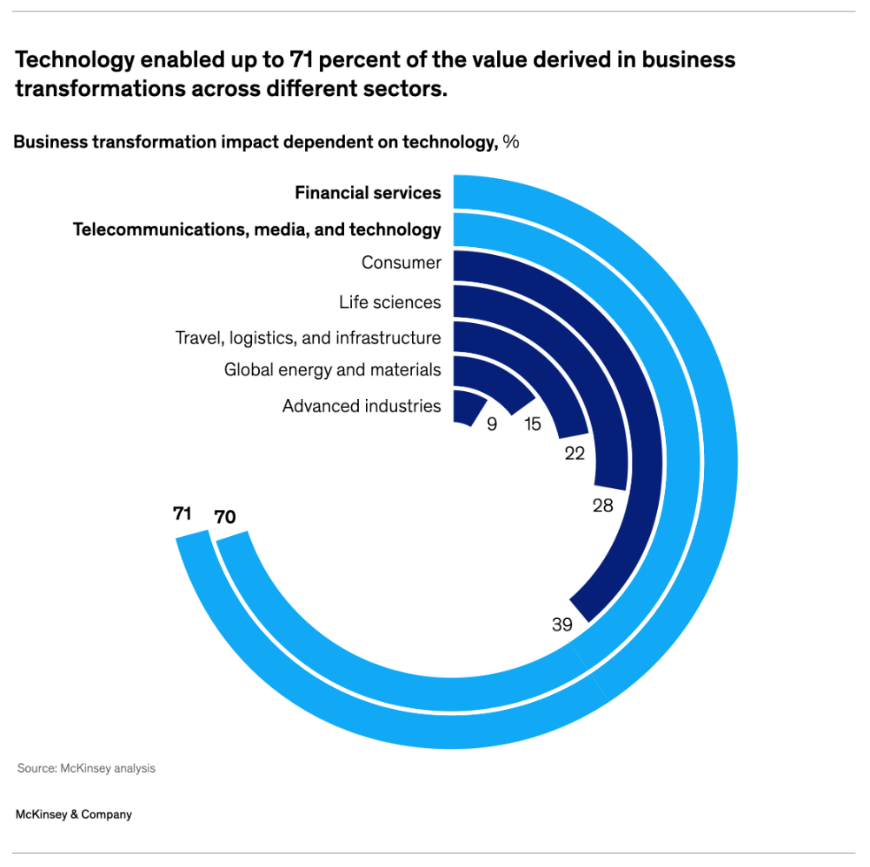 Technology enabled up to 71 percent of the value derived in business
transformations across different sectors.
Business transformation impact dependent on technology, %
Financial services
Telecommunications, media, and technology
Consumer
Life sciences
Travel, logistics, and infrastructure
Global energy and materials
Advanced industries
9
15
22
28
71
70
39
Source: McKinsey analysis
McKinsey & Company